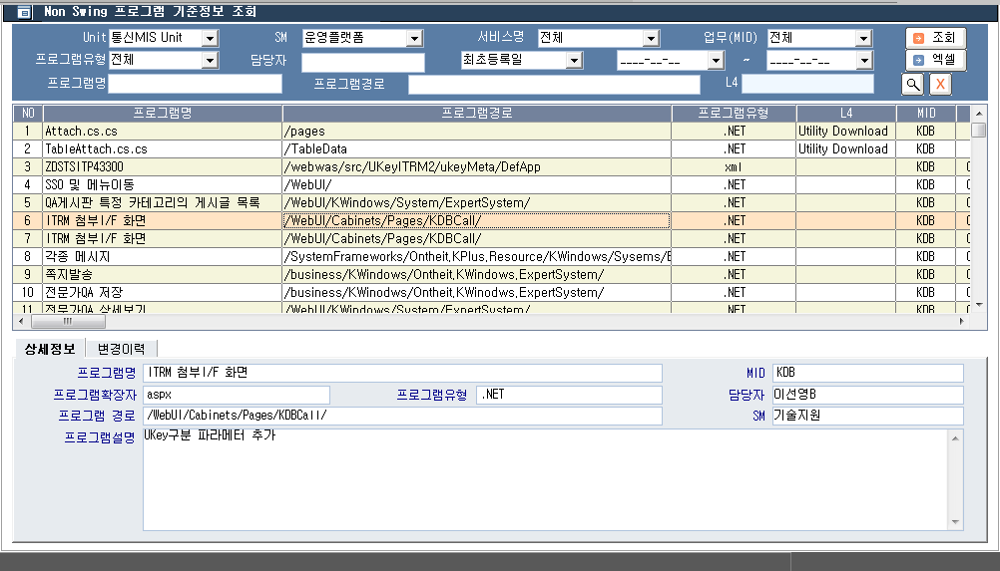 Non Swing 프로그램 기준정보 조회
Unit 통신MIS Unit SM 운영플랫폼 서비스명 전체 업무(MID) 전체 조회
프로그램유형 전체 담당자 최초등록일 ____-__-__ ~ ____-__-__ 엑셀
프로그램명 프로그램경로 L4 X
NO 프로그램명 프로그램경로 프로그램유형 L4 MID
1 Attach.cs.cs /pages .NET Utility Download KDB
2 TableAttach.cs.cs /TableData .NET Utility Download KDB
3 ZDSTSITP43300 /webwas/src/UKeyITRM2/ukeyMeta/DefApp xml KDB
4 SSO 및 메뉴이동 /WebUI/ .NET KDB
5 QA게시판 특정 카테고리의 게시글 목록 /WebUI/KWindows/System/ExpertSystem/ .NET KDB
6 ITRM 첨부I/F 화면 /WebUI/Cabinets/Pages/KDBCall/ .NET KDB
7 ITRM 첨부I/F 화면 /WebUI/Cabinets/Pages/KDBCall/ .NET KDB
8 각종 메시지 /SystemFrameworks/Ontheit.KPlus.Resource/KWindows/Sysems/E .NET KDB
9 쪽지발송 /business/KWindows/Ontheit.KWindows.ExpertSystem/ .NET KDB
10 전문가QA 저장 /business/KWinodws/Ontheit.KWinodws.ExpertSystem/ .NET KDB
11 전문가QA 상세보기 /WebUI/KWindows/System/ExpertSystem/ .NET KDB
상세정보 변경이력
프로그램명 ITRM 첨부I/F 화면 MID KDB
프로그램확장자 aspx 프로그램유형 .NET 담당자 이선영B
프로그램 경로 /WebUI/Cabinets/Pages/KDBCall/ SM 기술지원
프로그램설명 UKey구분 파라메터 추가